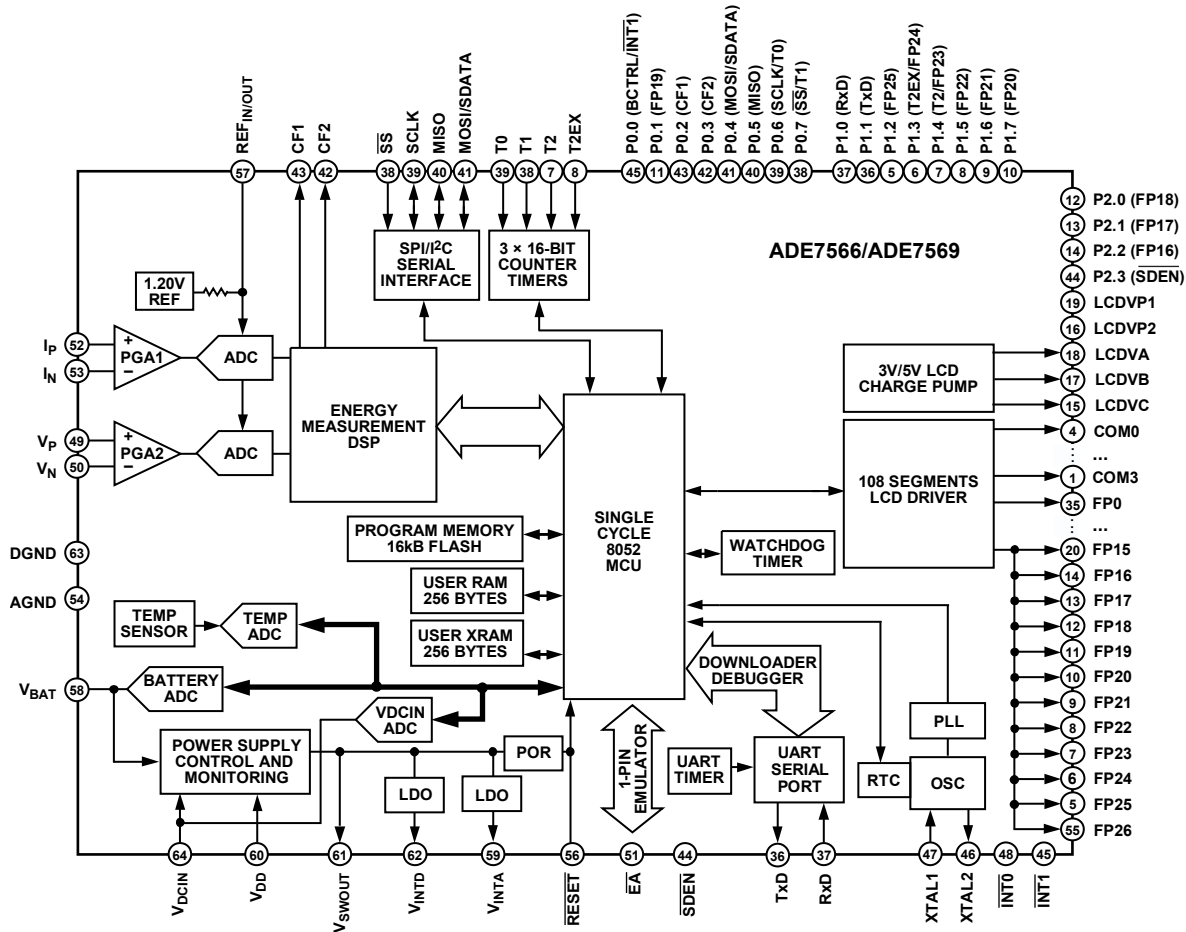 P0.0 (BCTRL/INT1)
P0.1 (FP19)
P0.2 (CF1)
P0.3 (CF2)
P0.4 (MOSI/SDATA)
P0.5 (MISO)
P0.6 (SCLK/T0)
P0.7 (SS/T1)
P1.0 (RxD)
P1.1 (TxD)
P1.2 (FP25)
P1.3 (T2EX/FP24)
P1.4 (T2/FP23)
P1.5 (FP22)
P1.6 (FP21)
P1.7 (FP20)
REFIN/OUT
CF1
CF2
SS
SCLK
MISO
MOSI/SDATA
T0
T1
T2
T2EX
57 43 42 38 39 40 41 39 38 7 8 45 11 43 42 41 40 39 38 37 36 5 6 7 8 9 10
ADE7566/ADE7569
12 P2.0 (FP18)
13 P2.1 (FP17)
14 P2.2 (FP16)
44 P2.3 (SDEN)
19 LCDVP1
16 LCDVP2
18 LCDVA
17 LCDVB
15 LCDVC
4 COM0
...
1 COM3
35 FP0
...
20 FP15
14 FP16
13 FP17
12 FP18
11 FP19
10 FP20
9 FP21
8 FP22
7 FP23
6 FP24
5 FP25
55 FP26
SPI/I2C
SERIAL
INTERFACE
3 × 16-BIT
COUNTER
TIMERS
1.20V
REF
IP 52
IN 53
+
PGA1
–
ADC
VP 49
VN 50
+
PGA2
–
ADC
ENERGY
MEASUREMENT
DSP
3V/5V LCD
CHARGE PUMP
108 SEGMENTS
LCD DRIVER
SINGLE
CYCLE
8052
MCU
PROGRAM MEMORY
16kB FLASH
WATCHDOG
TIMER
USER RAM
256 BYTES
USER XRAM
256 BYTES
DGND 63
AGND 54
TEMP
SENSOR
TEMP
ADC
VBAT 58
BATTERY
ADC
VDCIN
ADC
DOWNLOADER
DEBUGGER
POWER SUPPLY
CONTROL AND
MONITORING
POR
LDO
LDO
1-PIN
EMULATOR
UART
TIMER
UART
SERIAL
PORT
PLL
RTC
OSC
64 60 61 62 59 56 51 44 36 37 47 46 48 45
VDCIN
VDD
VSWOUT
VINTD
VINTA
RESET
EA
SDEN
TxD
RxD
XTAL1
XTAL2
INT0
INT1